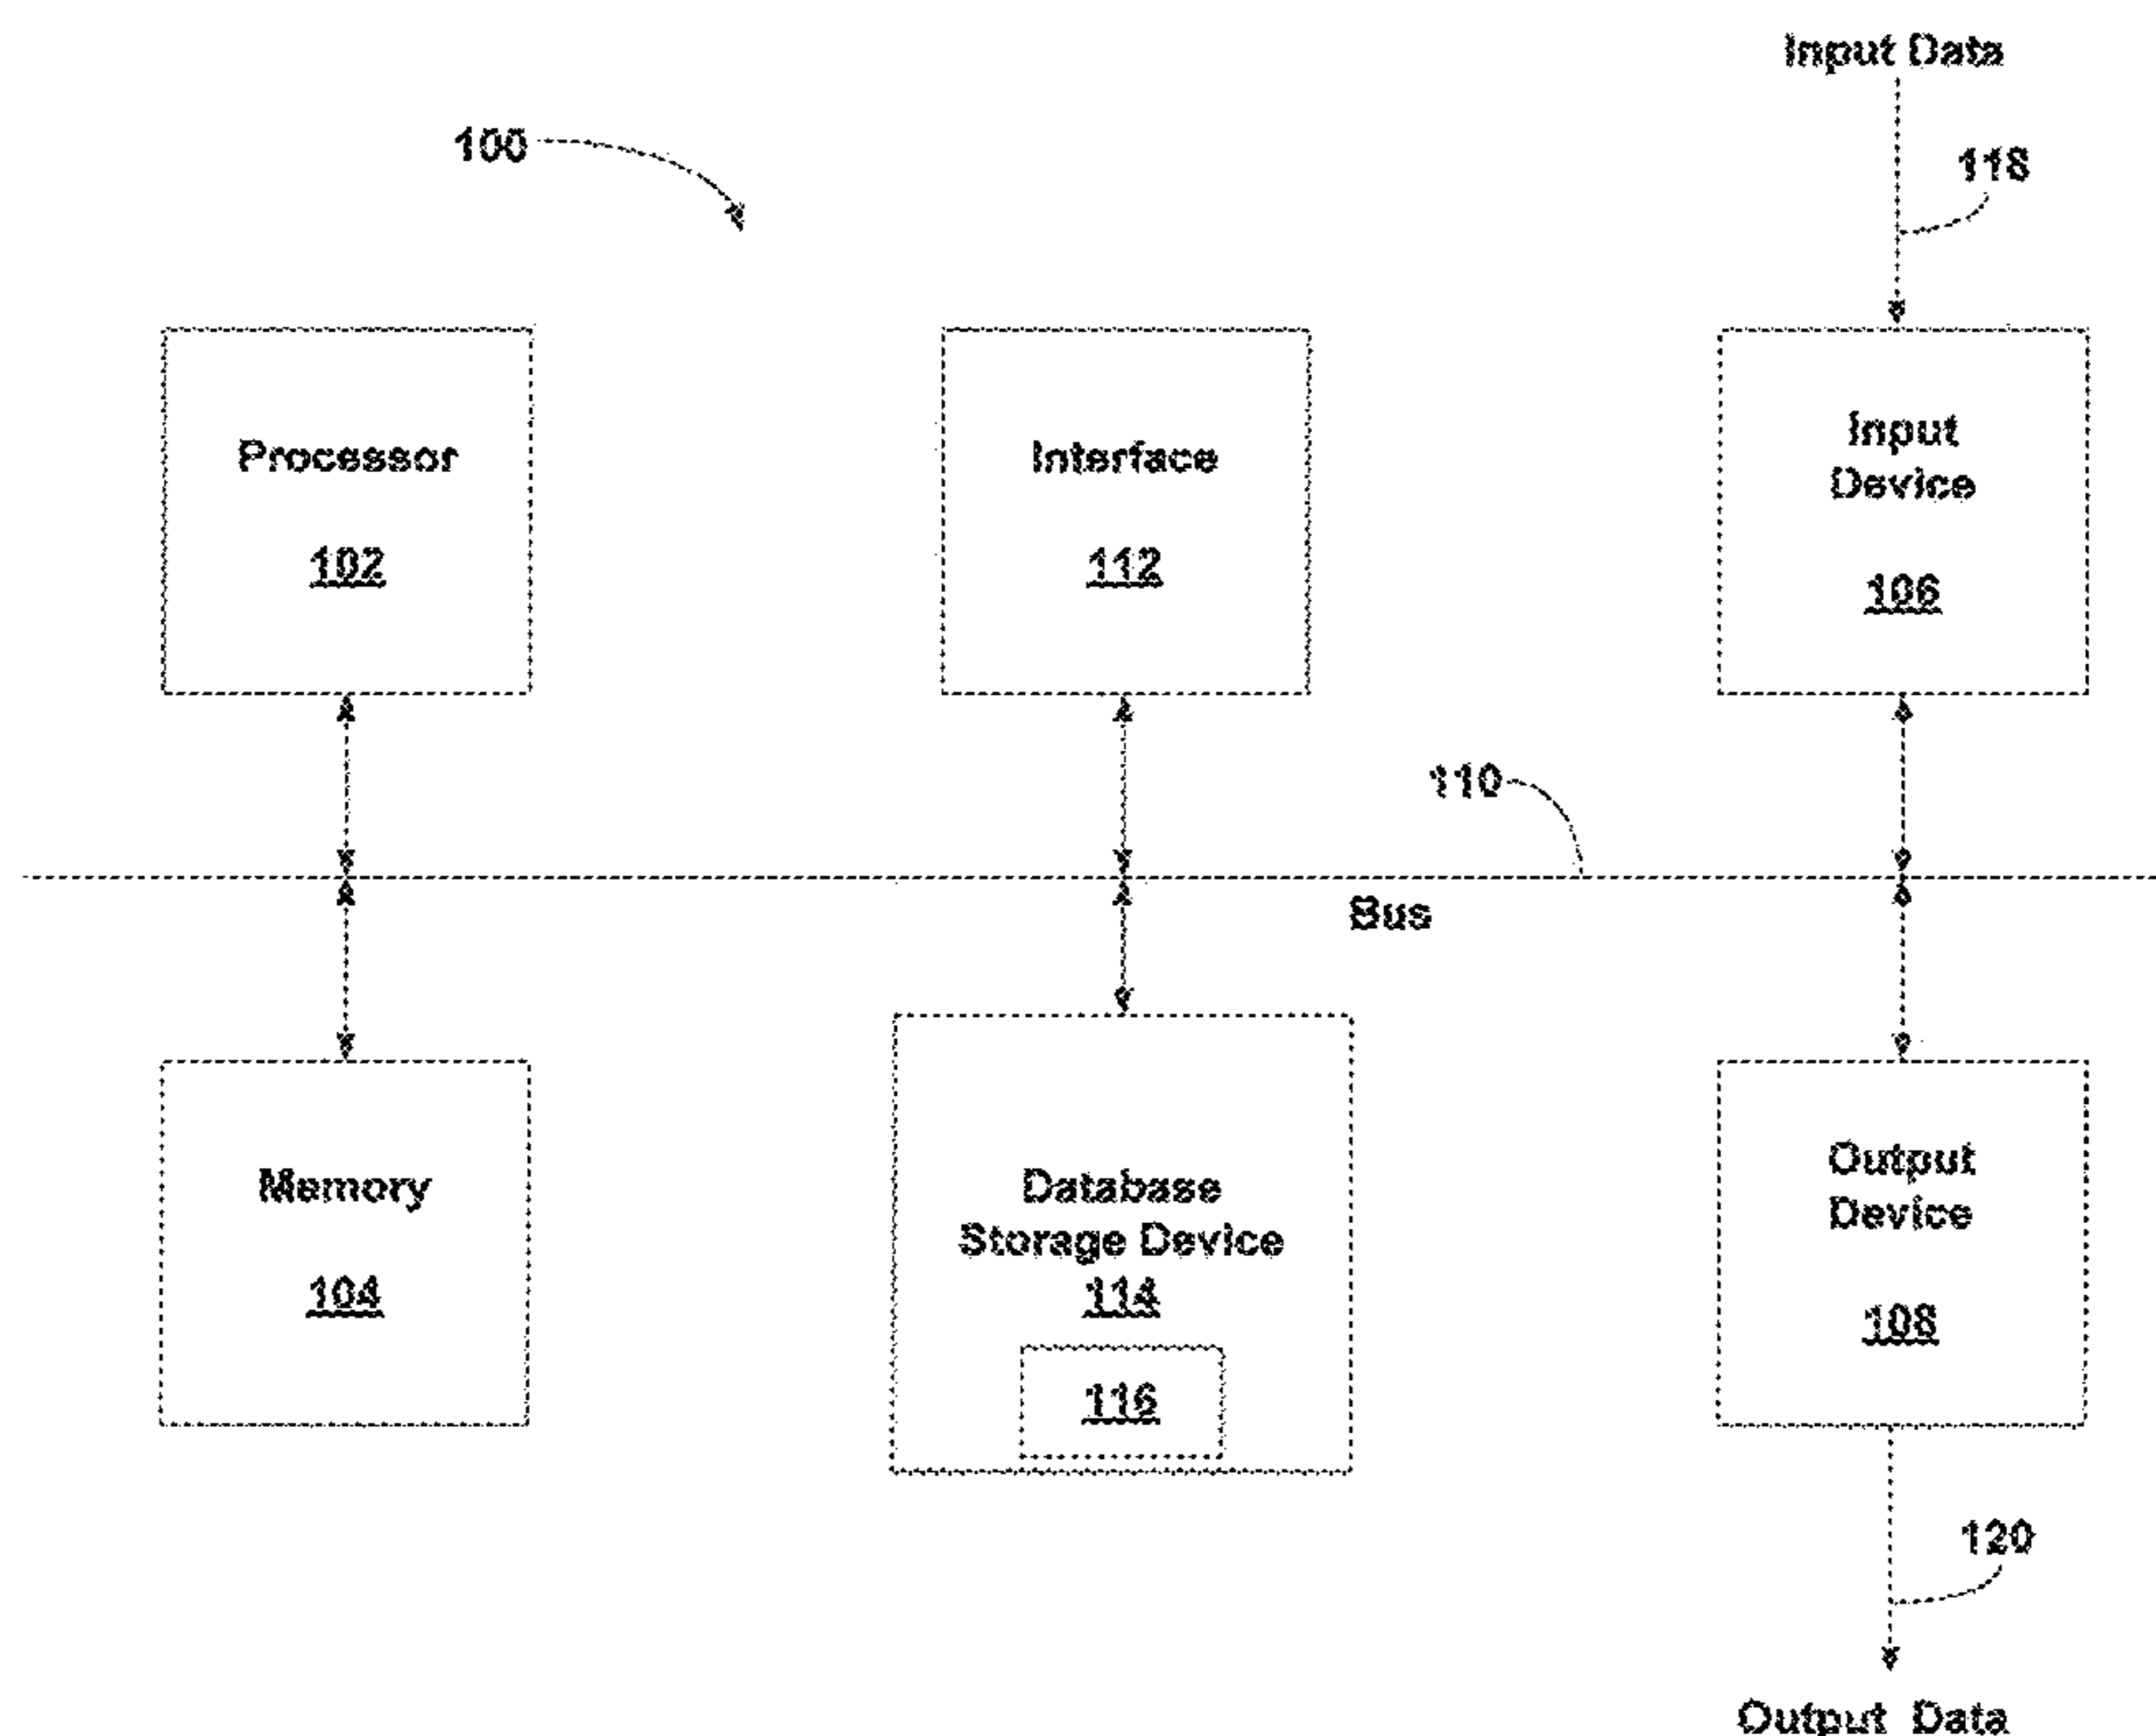 Input Data
100
118
Processor
102
Interface
112
Input
Device
106
110
Bus
Memory
104
Database
Storage Device
114
116
Output
Device
108
120
Output Data